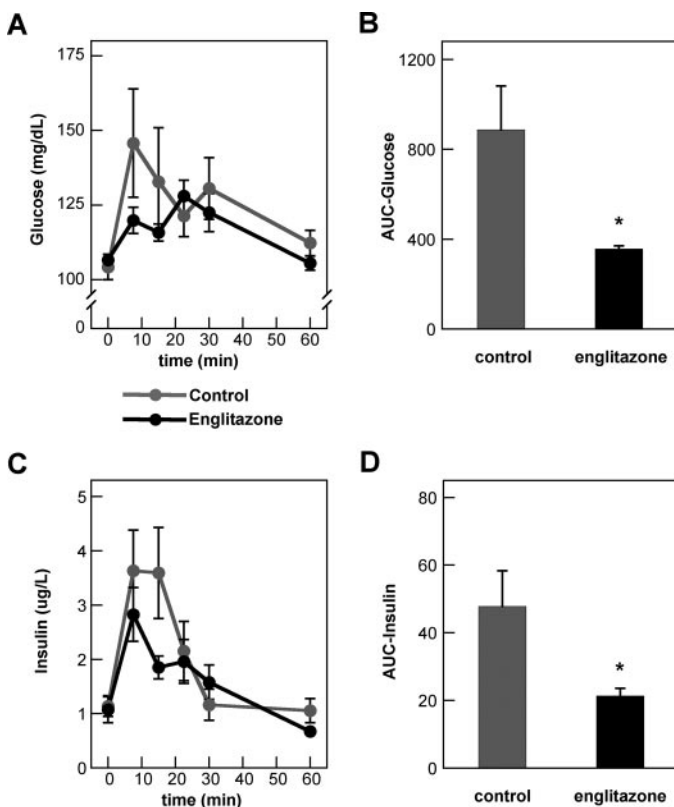 A
175
150
125
100
0
Glucose (mg/dL)
0 10 20 30 40 50 60
time (min)
Control
Englitazone
B
1200
800
400
0
AUC-Glucose
*
control englitazone
C
5
4
3
2
1
0
Insulin (ug/L)
0 10 20 30 40 50 60
time (min)
D
80
60
40
20
0
AUC-Insulin
*
control englitazone